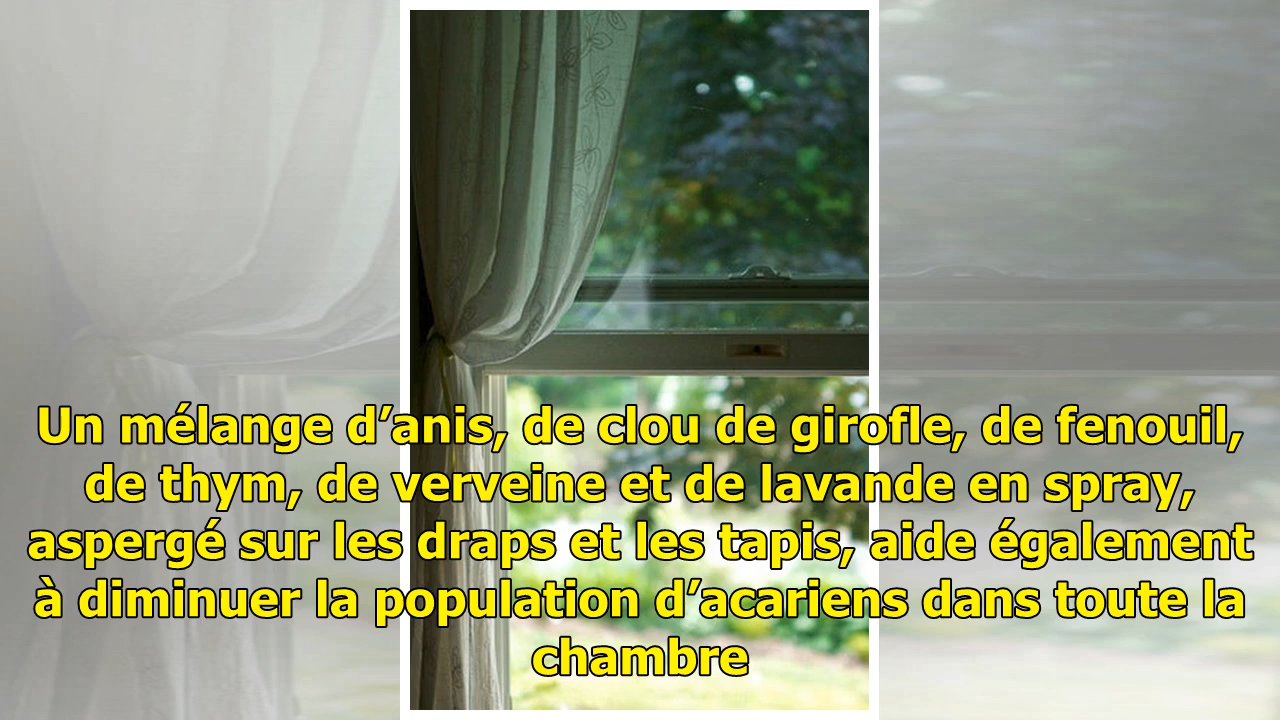 Un mélange d’anis, de clou de girofle, de fenouil,
de thym, de verveine et de lavande en spray,
aspergé sur les draps et les tapis, aide également
à diminuer la population d’acariens dans toute la
chambre